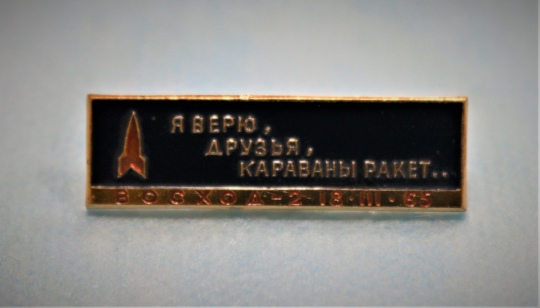 Я ВЕРЮ,
ДРУЗЬЯ,
КАРАВАНЫ РАКЕТ..
ВОСХОД-2 18·III·65